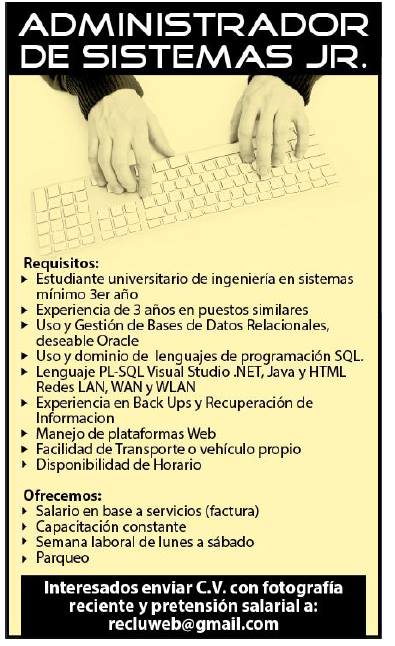 ADMINISTRADOR
DE SISTEMAS JR.
Requisitos:
Estudiante universitario de ingeniería en sistemas
mínimo 3er año
Experiencia de 3 años en puestos similares
Uso y Gestión de Bases de Datos Relacionales,
deseable Oracle
Uso y dominio de lenguajes de programación SQL.
Lenguaje PL-SQL Visual Studio .NET, Java y HTML
Redes LAN, WAN y WLAN
Experiencia en Back Ups y Recuperación de
Informacion
Manejo de plataformas Web
Facilidad de Transporte o vehículo propio
Disponibilidad de Horario
Ofrecemos:
Salario en base a servicios (factura)
Capacitación constante
Semana laboral de lunes a sábado
Parqueo
Interesados enviar C.V. con fotografía
reciente y pretensión salarial a:
recluweb@gmail.com